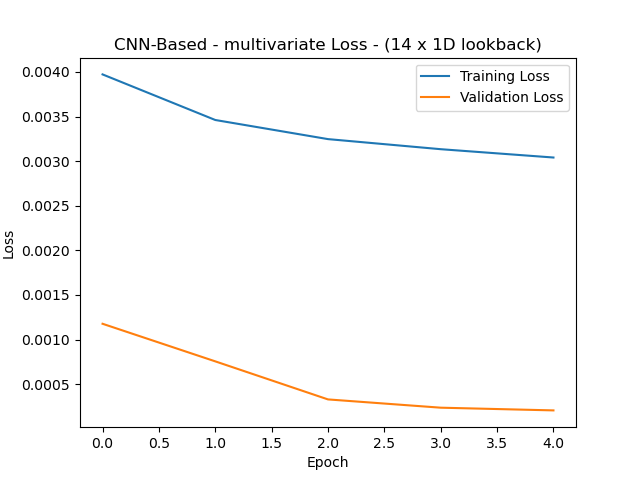 CNN-Based - multivariate Loss - (14 x 1D lookback)
Training Loss
Validation Loss
0.0040
0.0035
0.0030
0.0025
0.0020
0.0015
0.0010
0.0005
Loss
0.0 0.5 1.0 1.5 2.0 2.5 3.0 3.5 4.0
Epoch